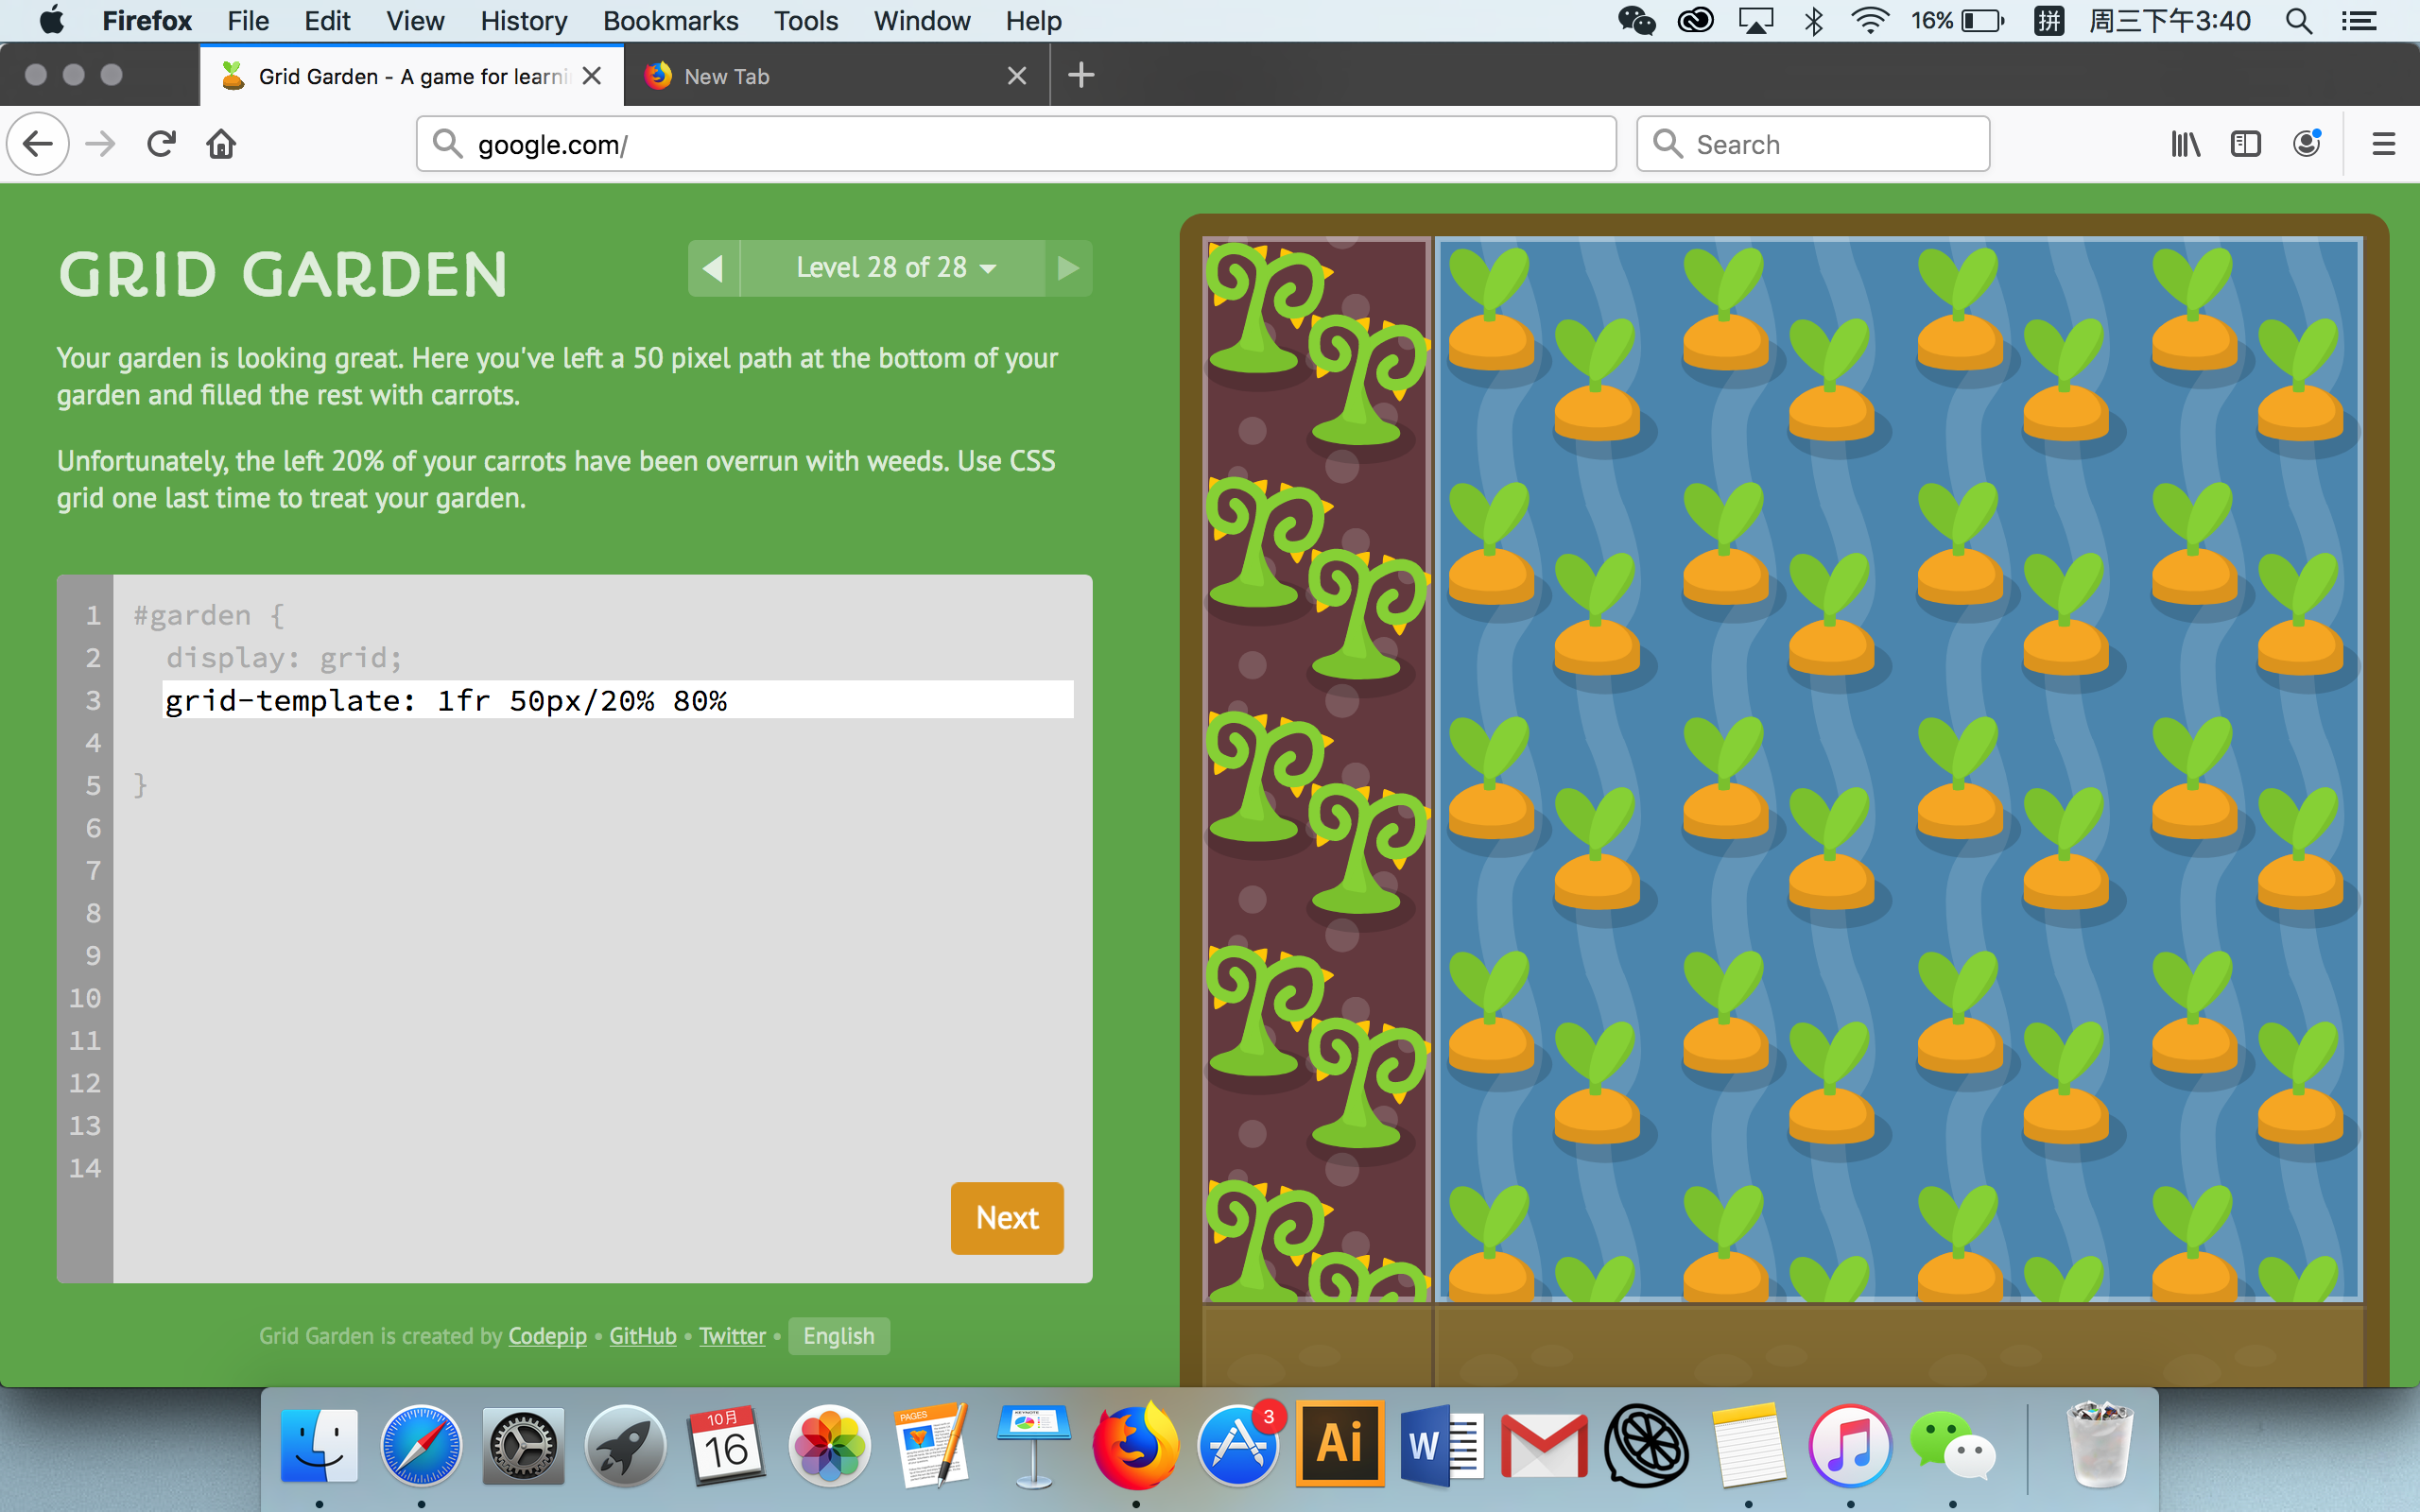 Firefox File Edit View History Bookmarks Tools Window Help 16% 拼 周三下午3:40
Grid Garden - A game for learni New Tab
google.com/ Search
GRID GARDEN
Level 28 of 28
Your garden is looking great. Here you've left a 50 pixel path at the bottom of your
garden and filled the rest with carrots.
Unfortunately, the left 20% of your carrots have been overrun with weeds. Use CSS
grid one last time to treat your garden.
1 #garden {
2 display: grid;
3 grid-template: 1fr 50px/20% 80%
4
5 }
6
7
8
9
10
11
12
13
14
Next
Grid Garden is created by Codepip • GitHub • Twitter • English
10月
16
PAGES
KEYNOTE
3
Ai
W